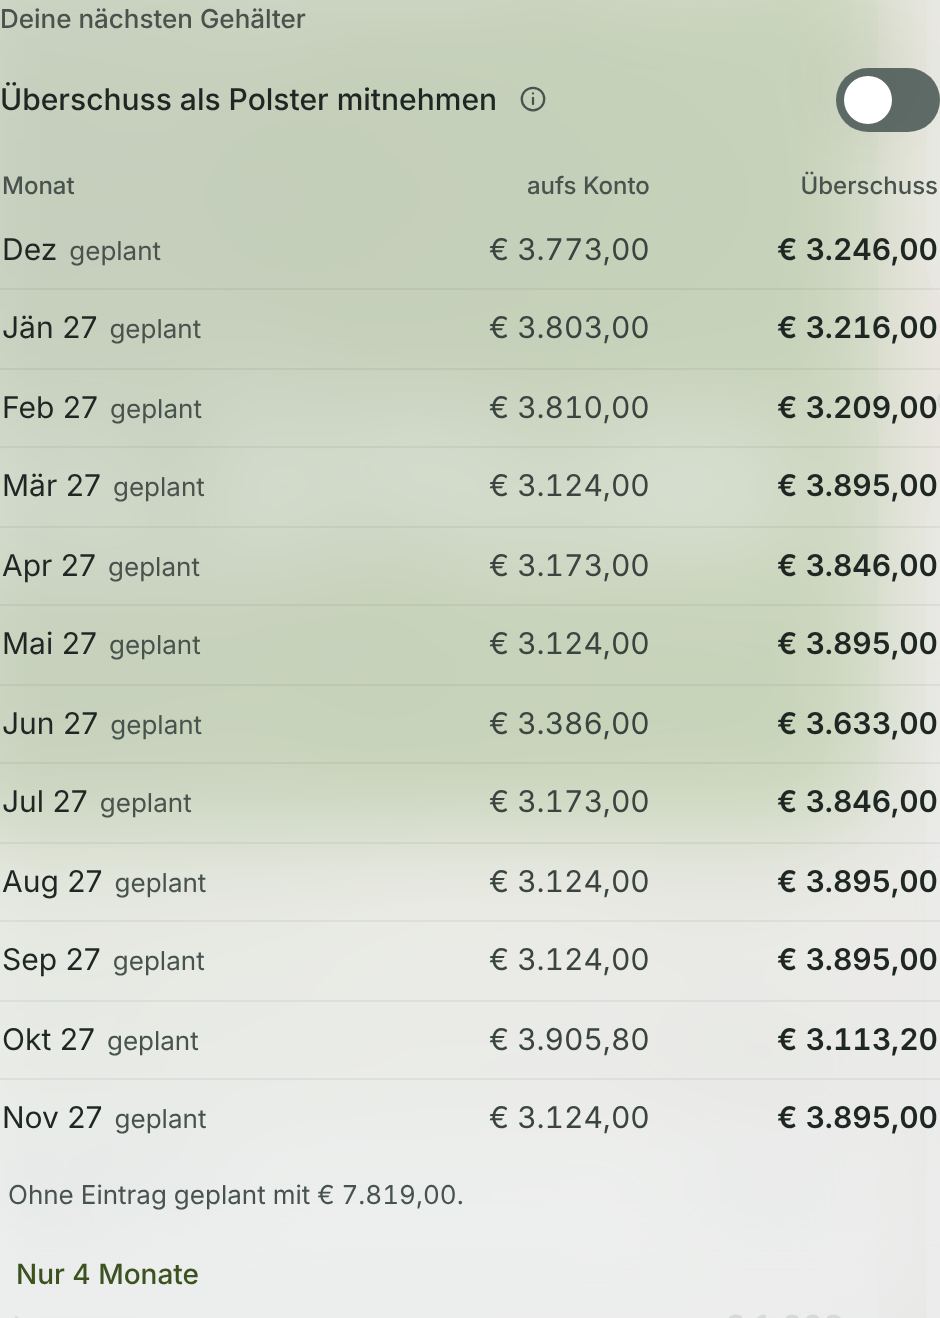 Deine nächsten Gehälter
Überschuss als Polster mitnehmen
Monat aufs Konto Überschuss
Dez geplant € 3.773,00 € 3.246,00
Jän 27 geplant € 3.803,00 € 3.216,00
Feb 27 geplant € 3.810,00 € 3.209,00
Mär 27 geplant € 3.124,00 € 3.895,00
Apr 27 geplant € 3.173,00 € 3.846,00
Mai 27 geplant € 3.124,00 € 3.895,00
Jun 27 geplant € 3.386,00 € 3.633,00
Jul 27 geplant € 3.173,00 € 3.846,00
Aug 27 geplant € 3.124,00 € 3.895,00
Sep 27 geplant € 3.124,00 € 3.895,00
Okt 27 geplant € 3.905,80 € 3.113,20
Nov 27 geplant € 3.124,00 € 3.895,00
Ohne Eintrag geplant mit € 7.819,00.
Nur 4 Monate